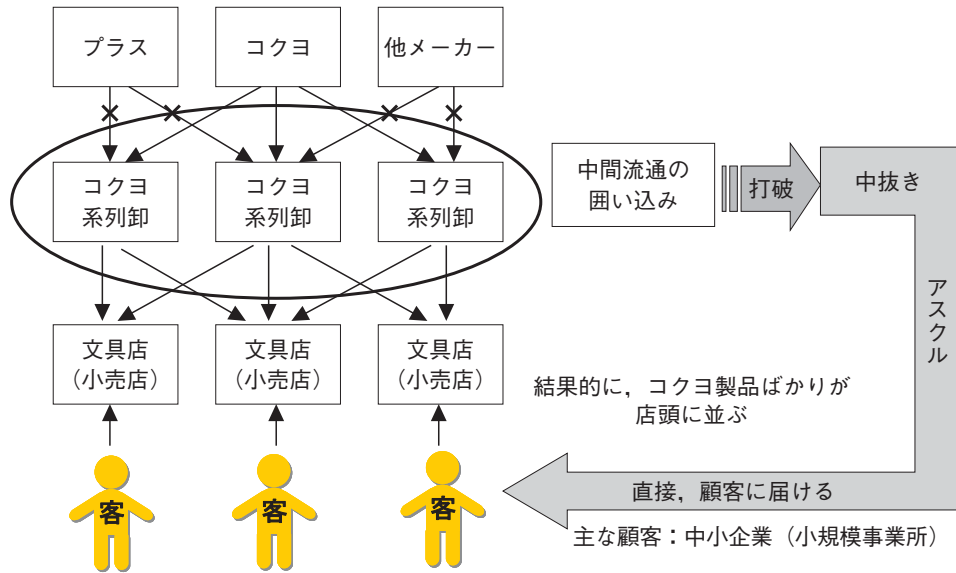 プラス
コクヨ
他メーカー
コクヨ
系列卸
コクヨ
系列卸
コクヨ
系列卸
中間流通の
囲い込み
打破
中抜き
アスクル
文具店
（小売店）
文具店
（小売店）
文具店
（小売店）
結果的に，コクヨ製品ばかりが
店頭に並ぶ
客
客
客
直接，顧客に届ける
主な顧客：中小企業（小規模事業所）